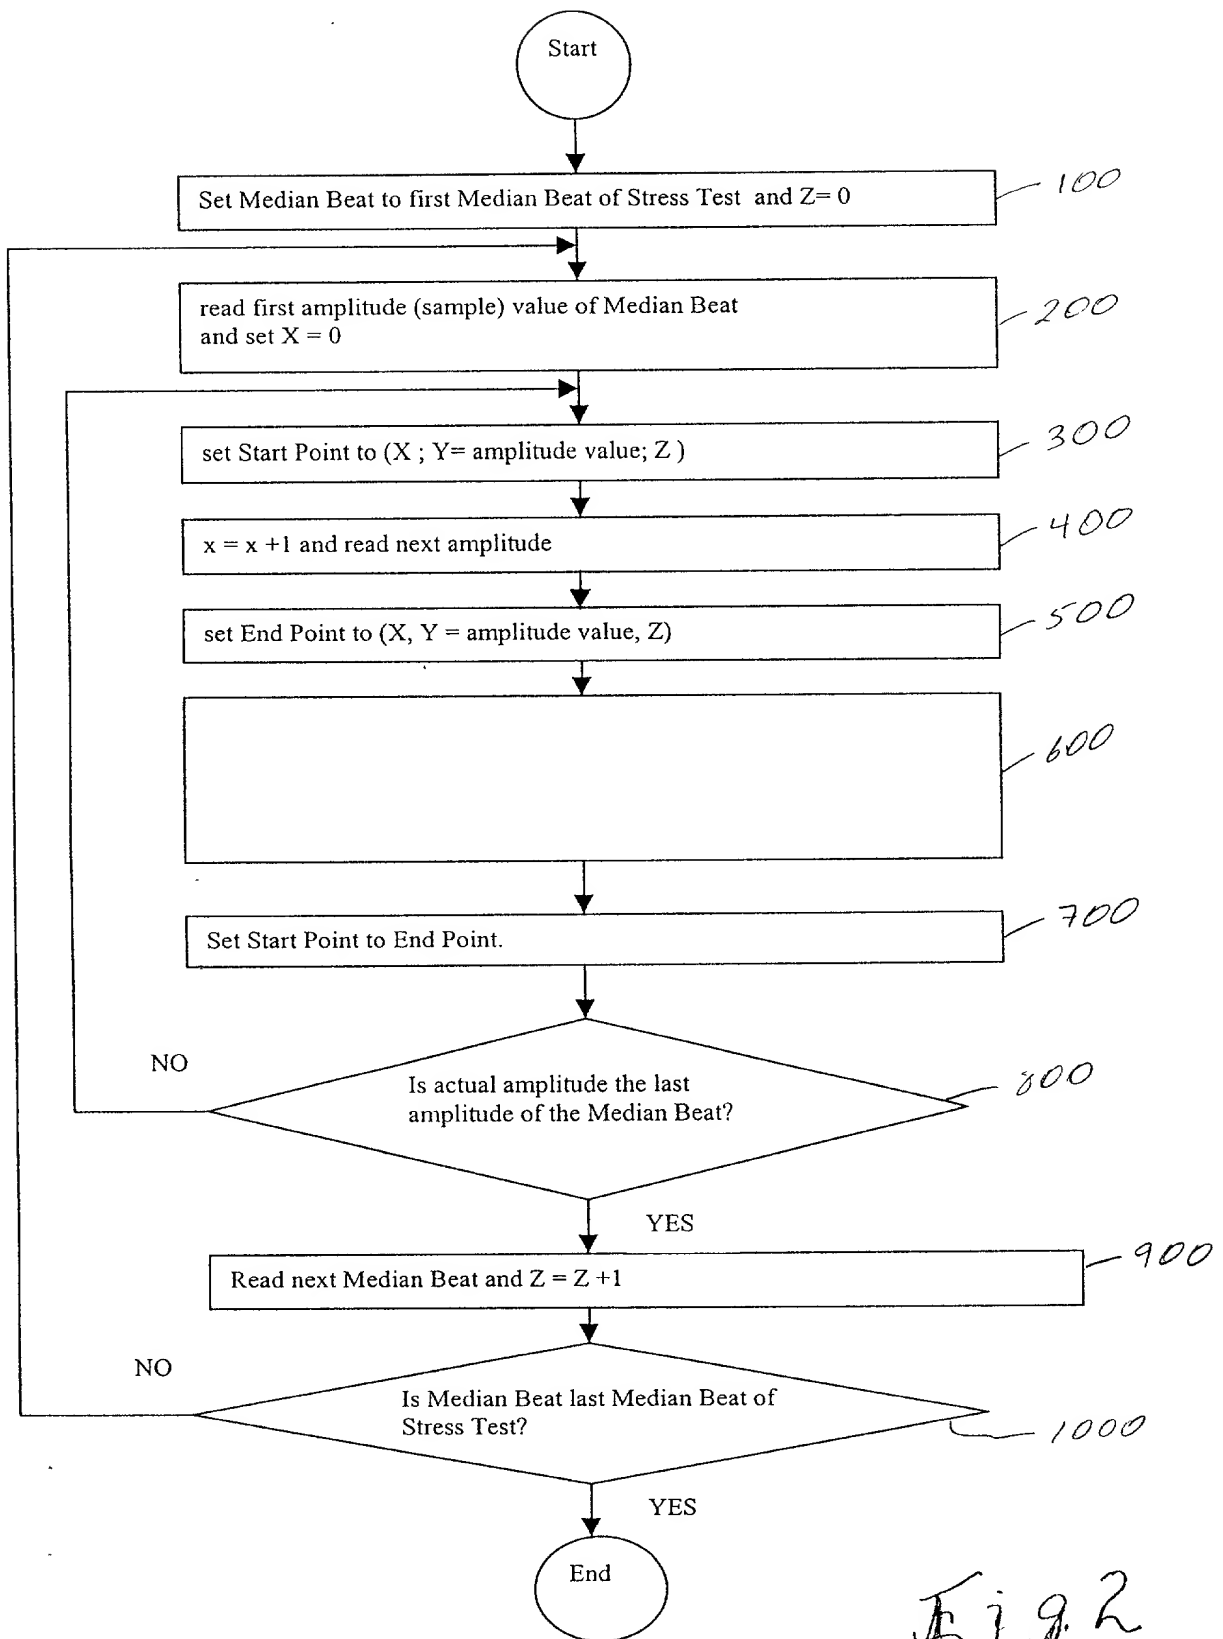 Start
Set Median Beat to first Median Beat of Stress Test and Z= 0
100
read first amplitude (sample) value of Median Beat
and set X = 0
200
set Start Point to (X ; Y= amplitude value; Z )
300
x = x +1 and read next amplitude
400
set End Point to (X, Y = amplitude value, Z)
500
600
Set Start Point to End Point.
700
NO
Is actual amplitude the last
amplitude of the Median Beat?
800
YES
Read next Median Beat and Z = Z +1
900
NO
Is Median Beat last Median Beat of
Stress Test?
1000
YES
End
Fig. 2